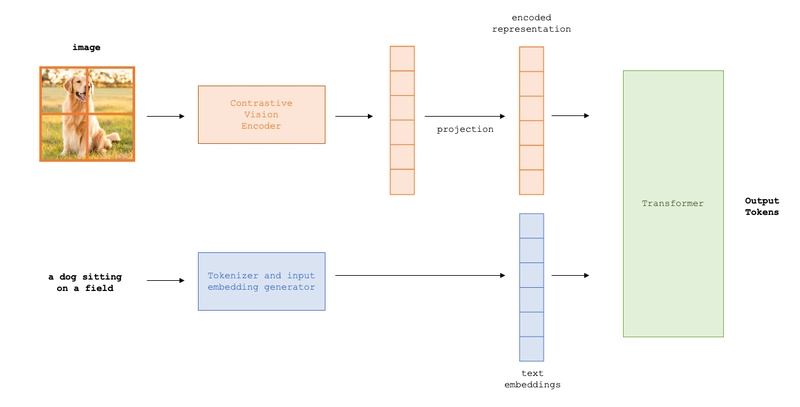 image
Contrastive
Vision
Encoder
projection
encoded
representation
a dog sitting
on a field
Tokenizer and input
embedding generator
text
embeddings
Transformer
Output
Tokens